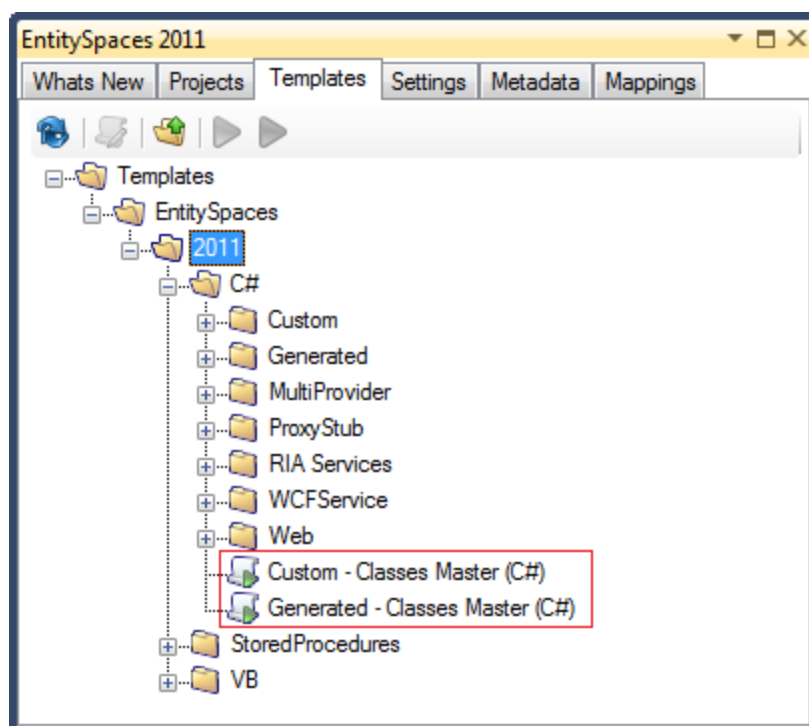 EntitySpaces 2011
Whats New Projects Templates Settings Metadata Mappings
Templates
EntitySpaces
2011
C#
Custom
Generated
MultiProvider
ProxyStub
RIA Services
WCFService
Web
Custom - Classes Master (C#)
Generated - Classes Master (C#)
StoredProcedures
VB